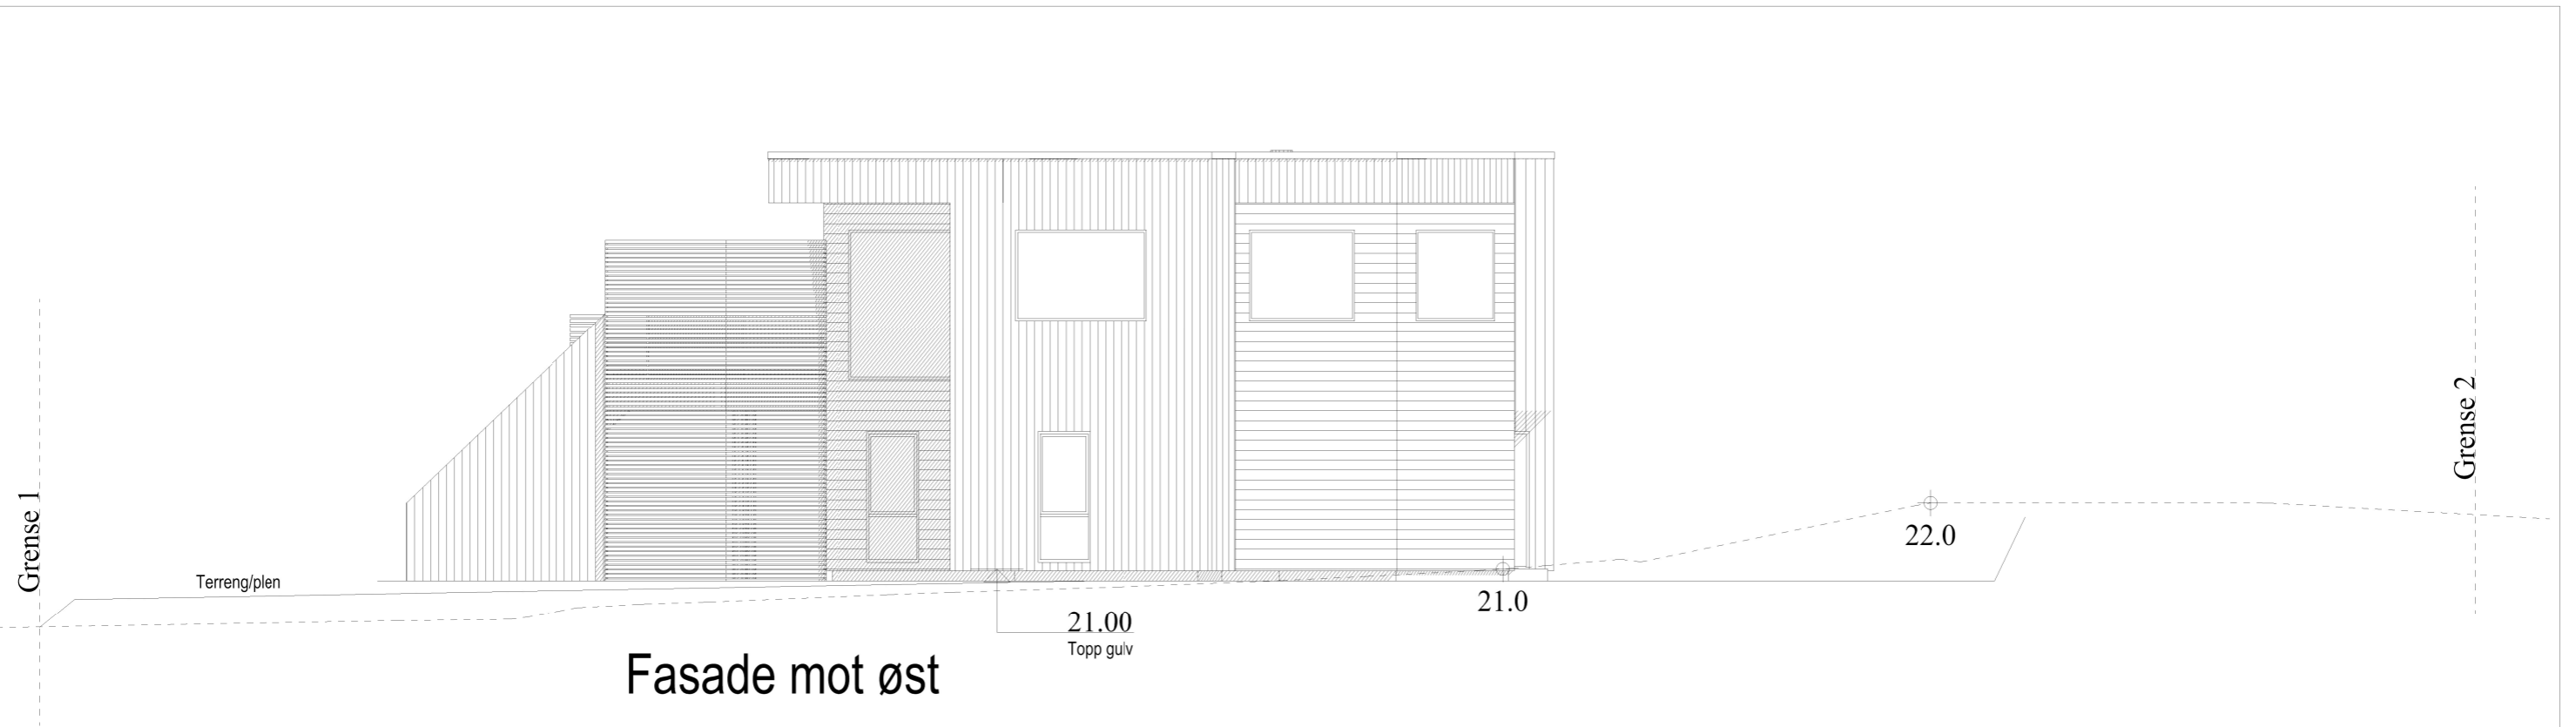 Grense 1
Terreng/plen
21.00
Topp gulv
Fasade mot øst
21.0
22.0
Grense 2